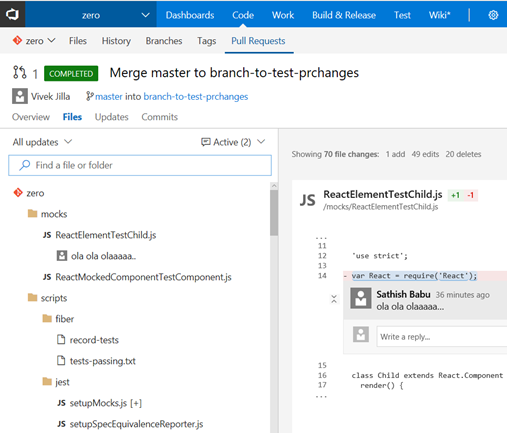 zero Dashboards Code Work Build & Release Test Wiki*
zero Files History Branches Tags Pull Requests
1 COMPLETED Merge master to branch-to-test-prchanges
Vivek Jilla master into branch-to-test-prchanges
Overview Files Updates Commits
All updates Active (2)
Find a file or folder
zero
mocks
JS ReactElementTestChild.js
ola ola olaaaaa..
JS ReactMockedComponentTestComponent.js
scripts
fiber
record-tests
tests-passing.txt
jest
JS setupMocks.js [+]
JS setupSpecEquivalenceReporter.js
Showing 70 file changes: 1 add 49 edits 20 deletes
JS ReactElementTestChild.js +1 -1
/mocks/ReactElementTestChild.js
...
11
12 'use strict';
13
14 - var React = require('React');
Sathish Babu 36 minutes ago
ola ola olaaaaa...
Write a reply...
15
16 class Child extends React.Component
17 render() {
...